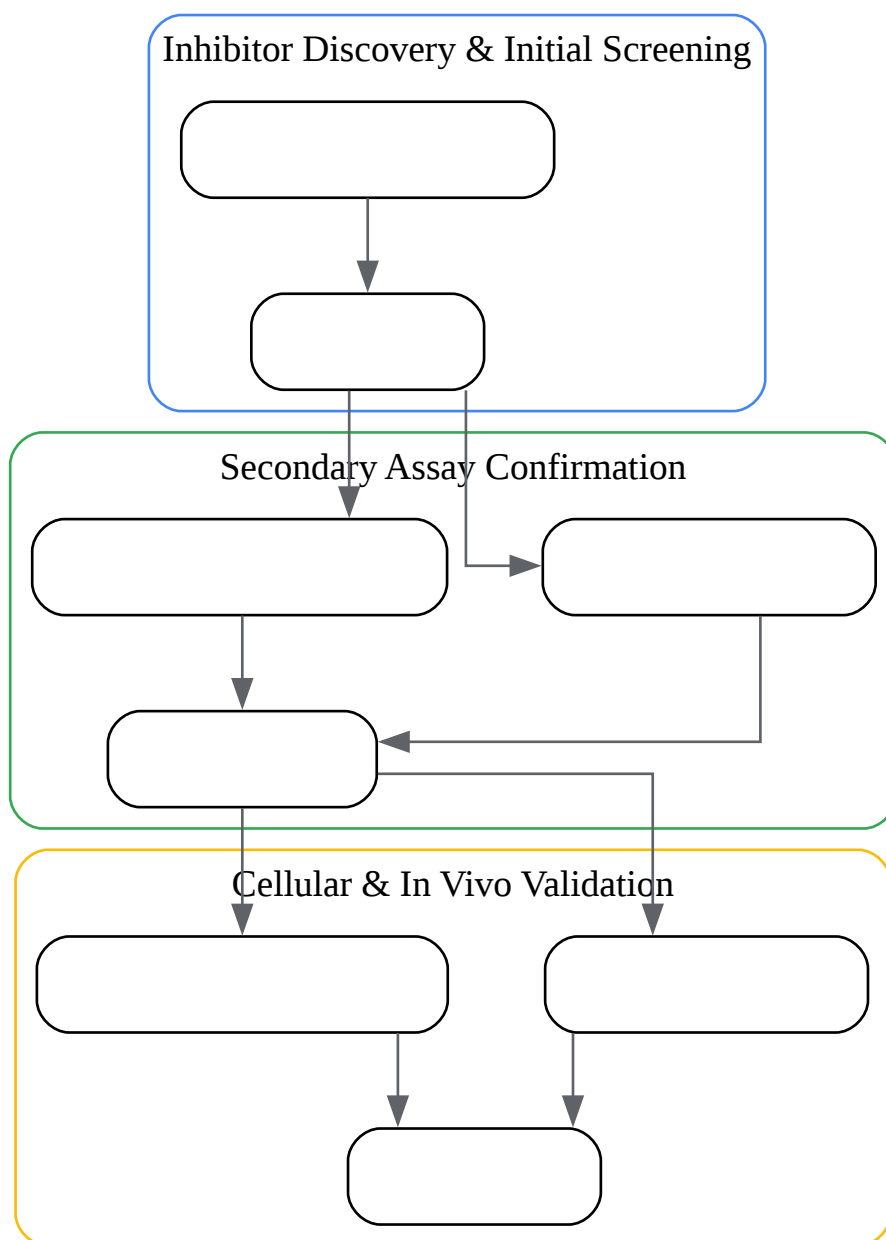 Inhibitor Discovery & Initial Screening
Secondary Assay Confirmation
Cellular & In Vivo Validation